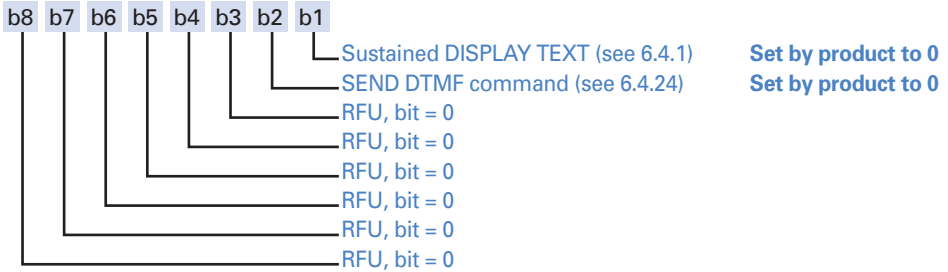 b8 b7 b6 b5 b4 b3 b2 b1
Sustained DISPLAY TEXT (see 6.4.1) Set by product to 0
SEND DTMF command (see 6.4.24) Set by product to 0
RFU, bit = 0
RFU, bit = 0
RFU, bit = 0
RFU, bit = 0
RFU, bit = 0
RFU, bit = 0